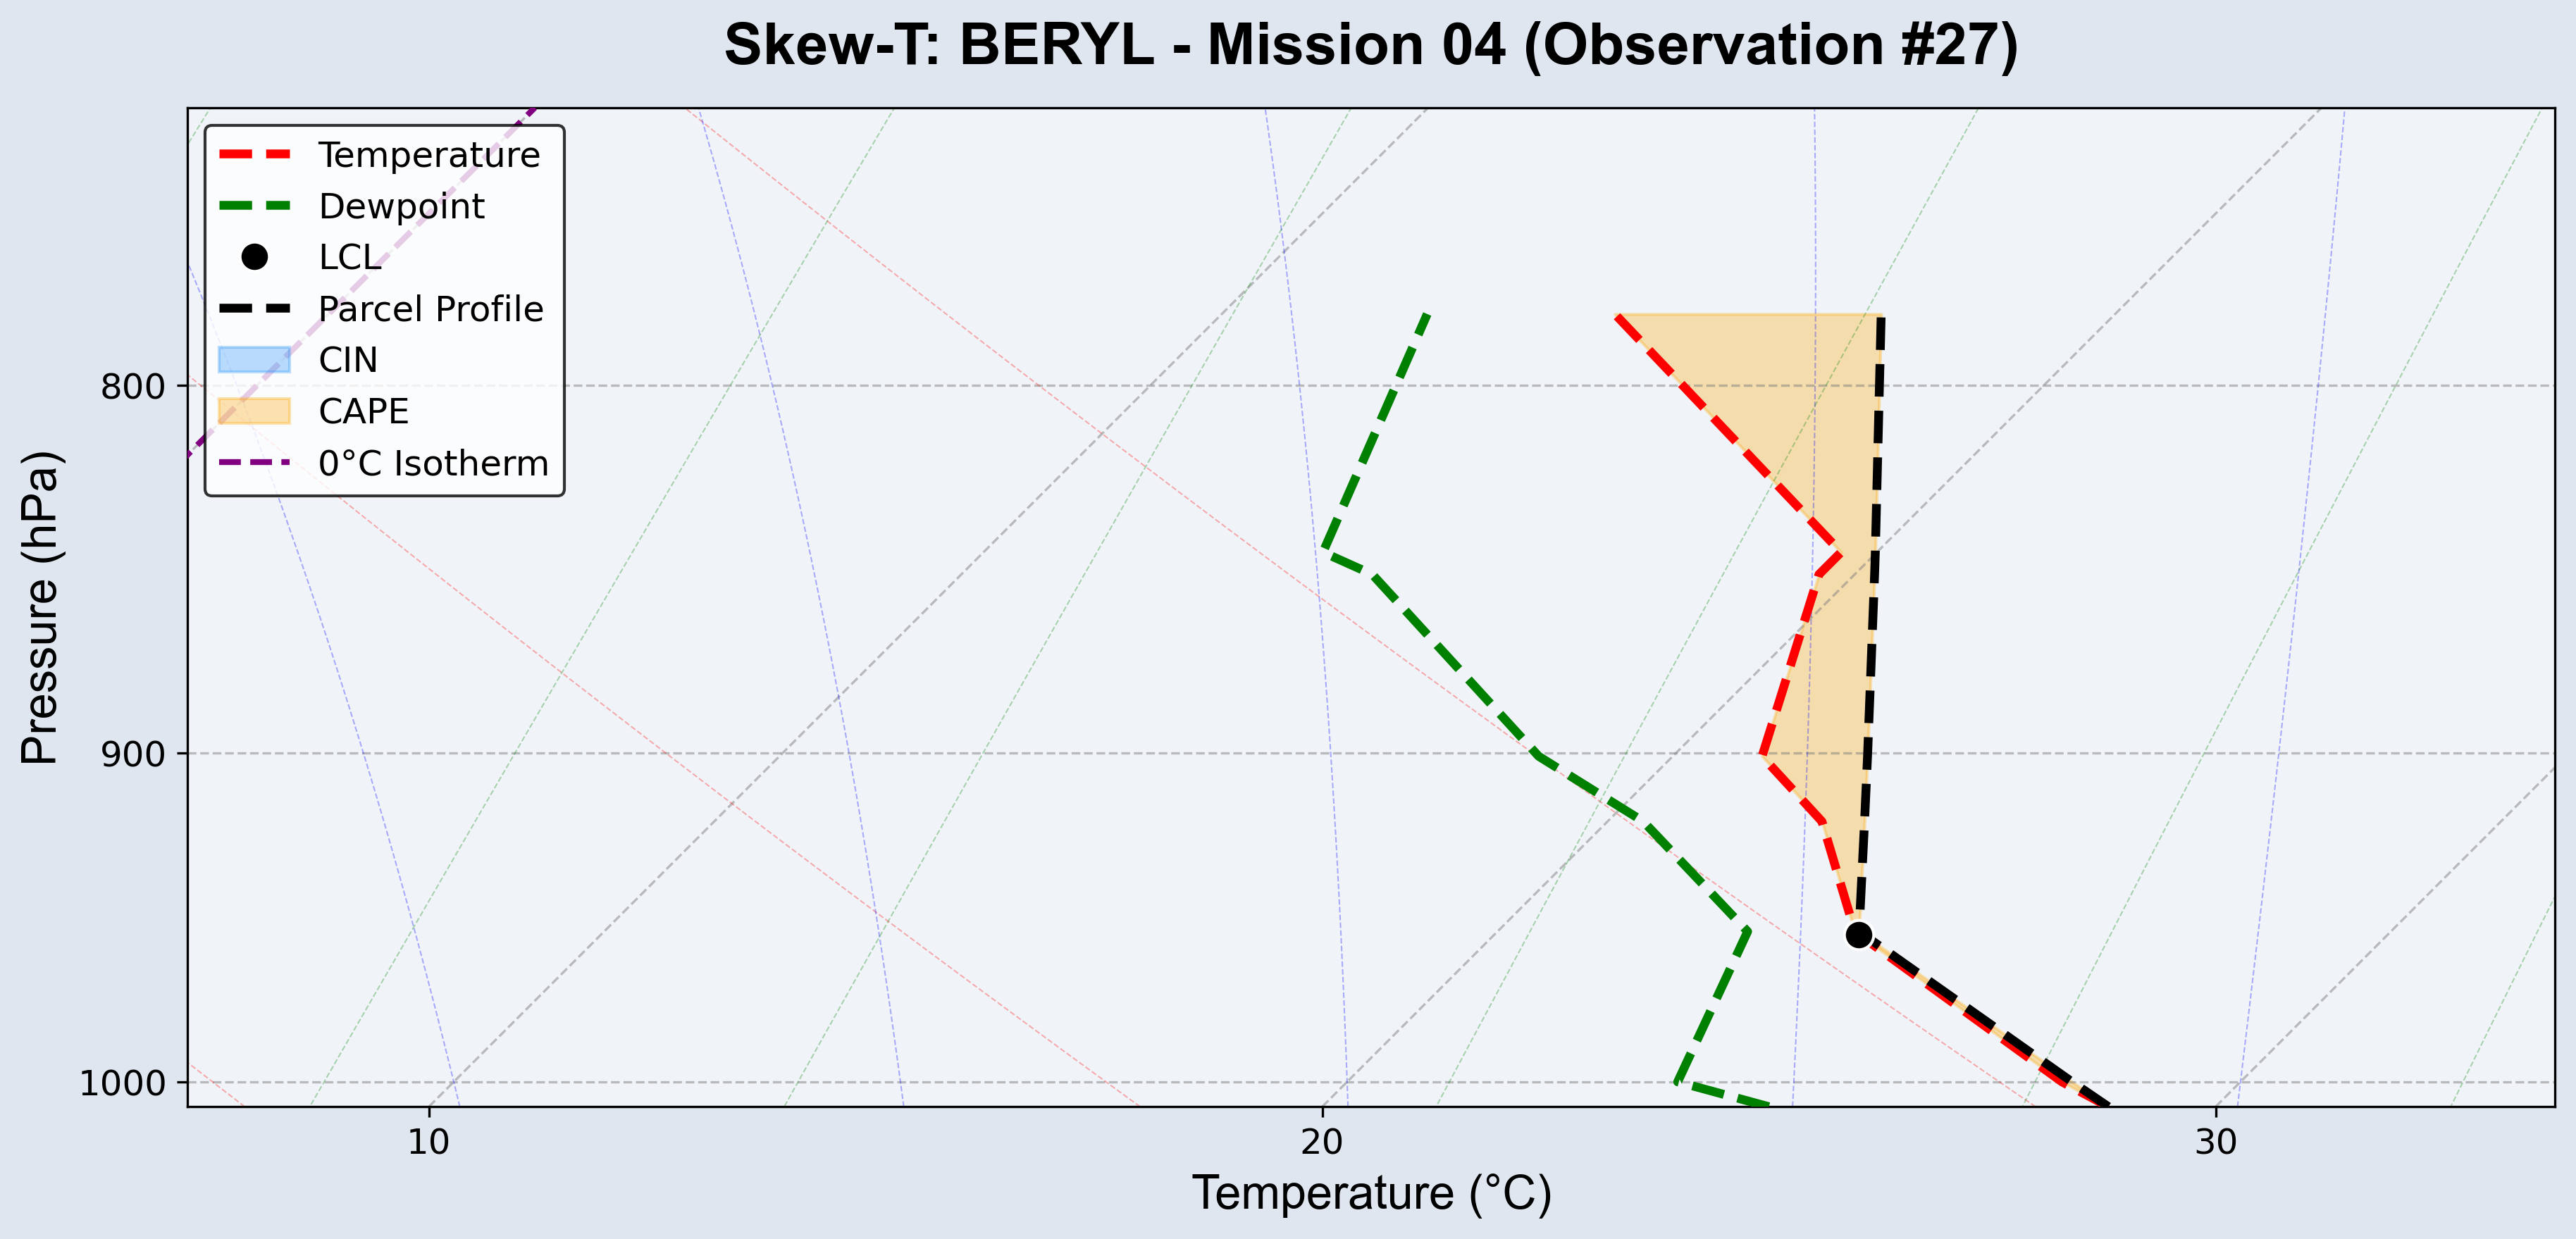 Skew-T: BERYL - Mission 04 (Observation #27)
Temperature
Dewpoint
LCL
Parcel Profile
CIN
CAPE
0°C Isotherm
Pressure (hPa)
800
900
1000
10
20
30
Temperature (°C)